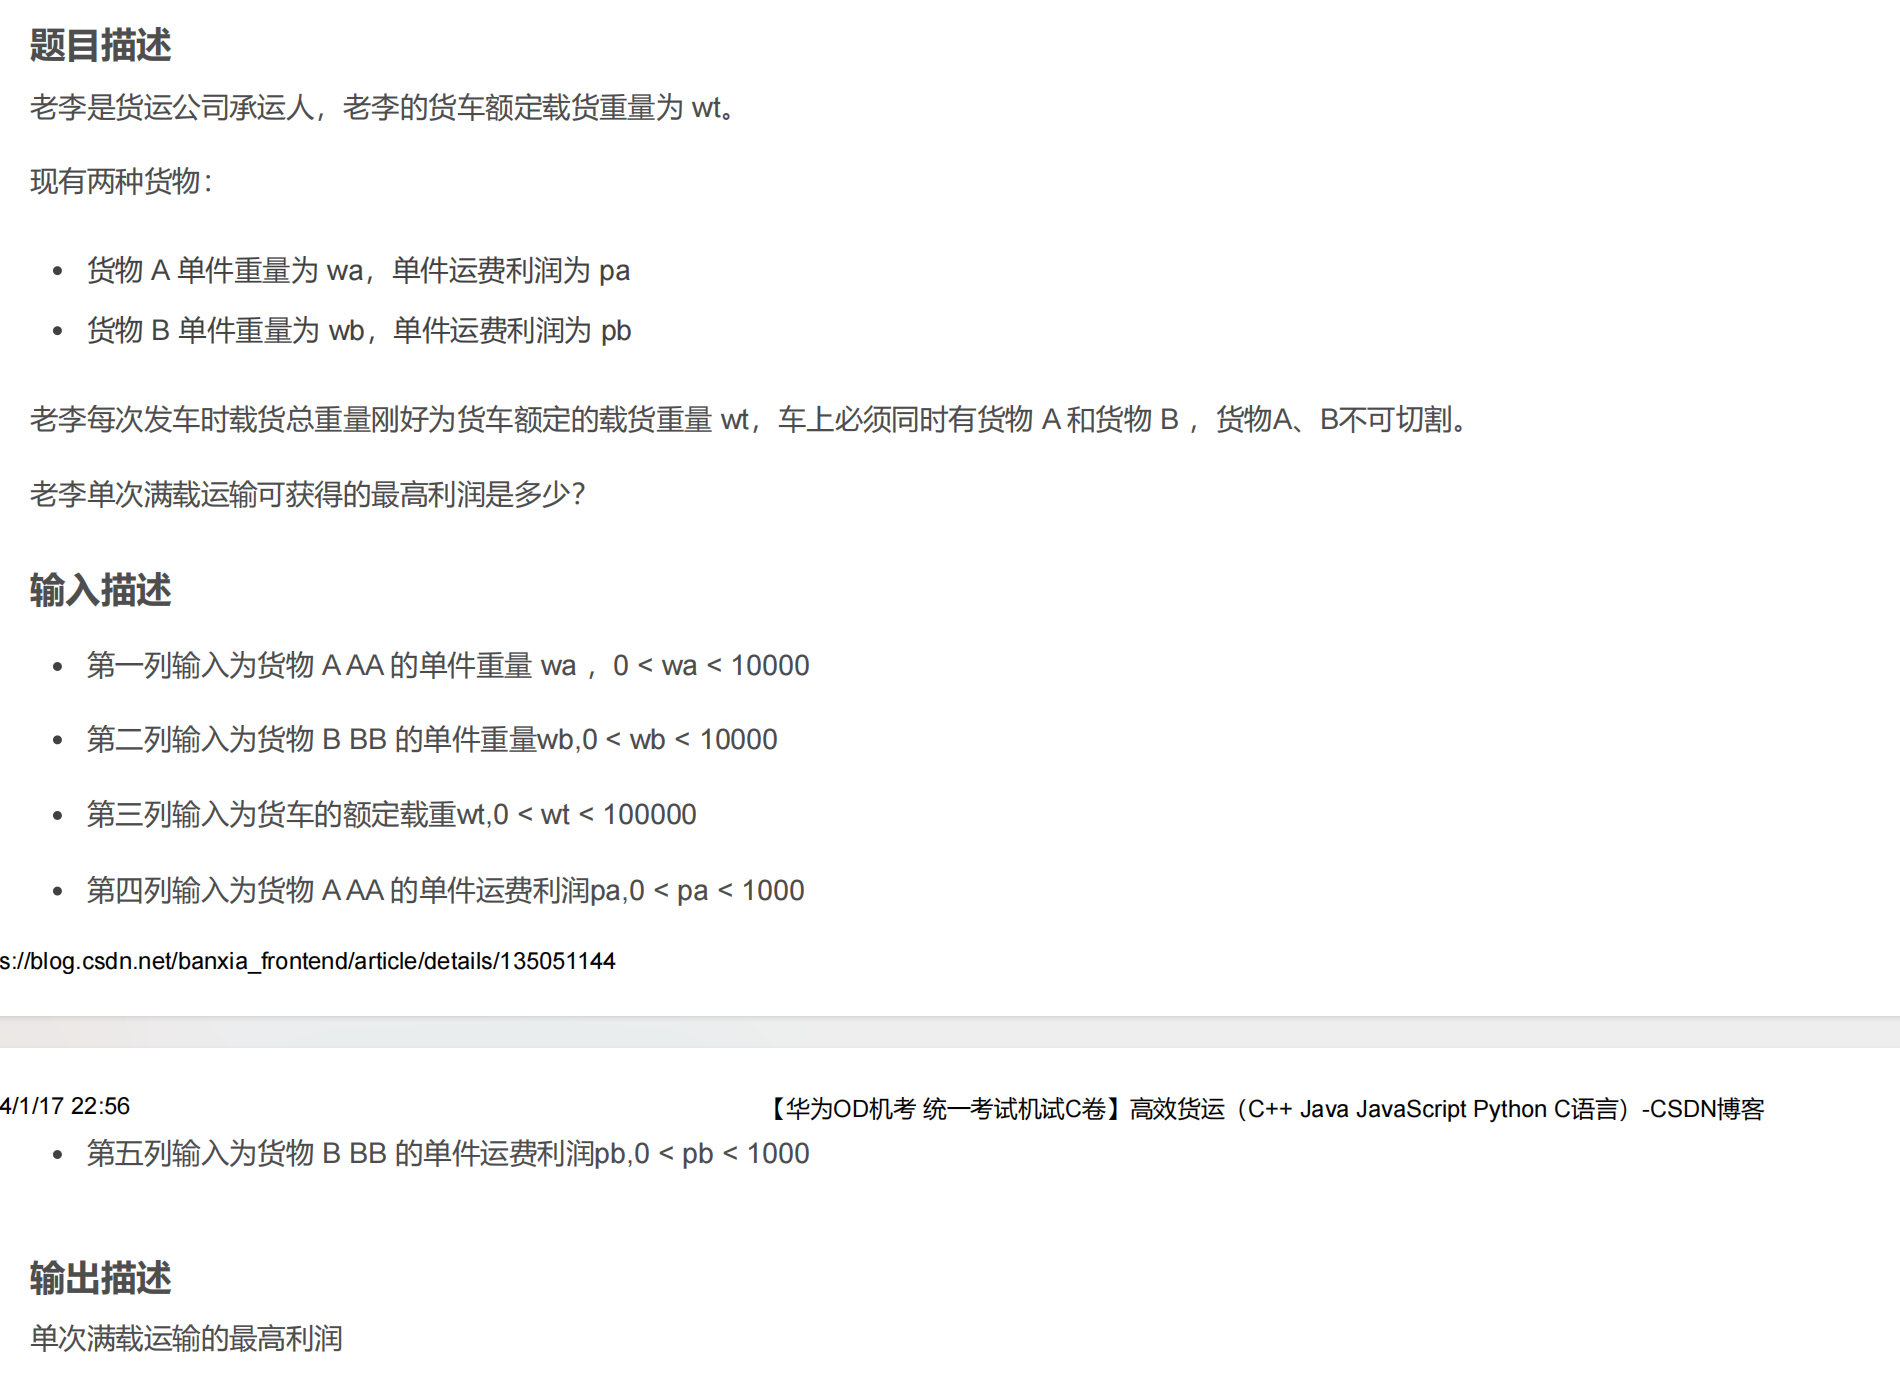 题目描述
老李是货运公司承运人，老李的货车额定载货重量为 wt。
现有两种货物：
• 货物 A 单件重量为 wa，单件运费利润为 pa
• 货物 B 单件重量为 wb，单件运费利润为 pb
老李每次发车时载货总重量刚好为货车额定的载货重量 wt，车上必须同时有货物 A 和货物 B ，货物A、B不可切割。
老李单次满载运输可获得的最高利润是多少？
输入描述
• 第一列输入为货物 A AA 的单件重量 wa ，0 < wa < 10000
• 第二列输入为货物 B BB 的单件重量wb,0 < wb < 10000
• 第三列输入为货车的额定载重wt,0 < wt < 100000
• 第四列输入为货物 A AA 的单件运费利润pa,0 < pa < 1000
s://blog.csdn.net/banxia_frontend/article/details/135051144
4/1/17 22:56
【华为OD机考 统一考试机试C卷】高效货运（C++ Java JavaScript Python C语言）-CSDN博客
• 第五列输入为货物 B BB 的单件运费利润pb,0 < pb < 1000
输出描述
单次满载运输的最高利润